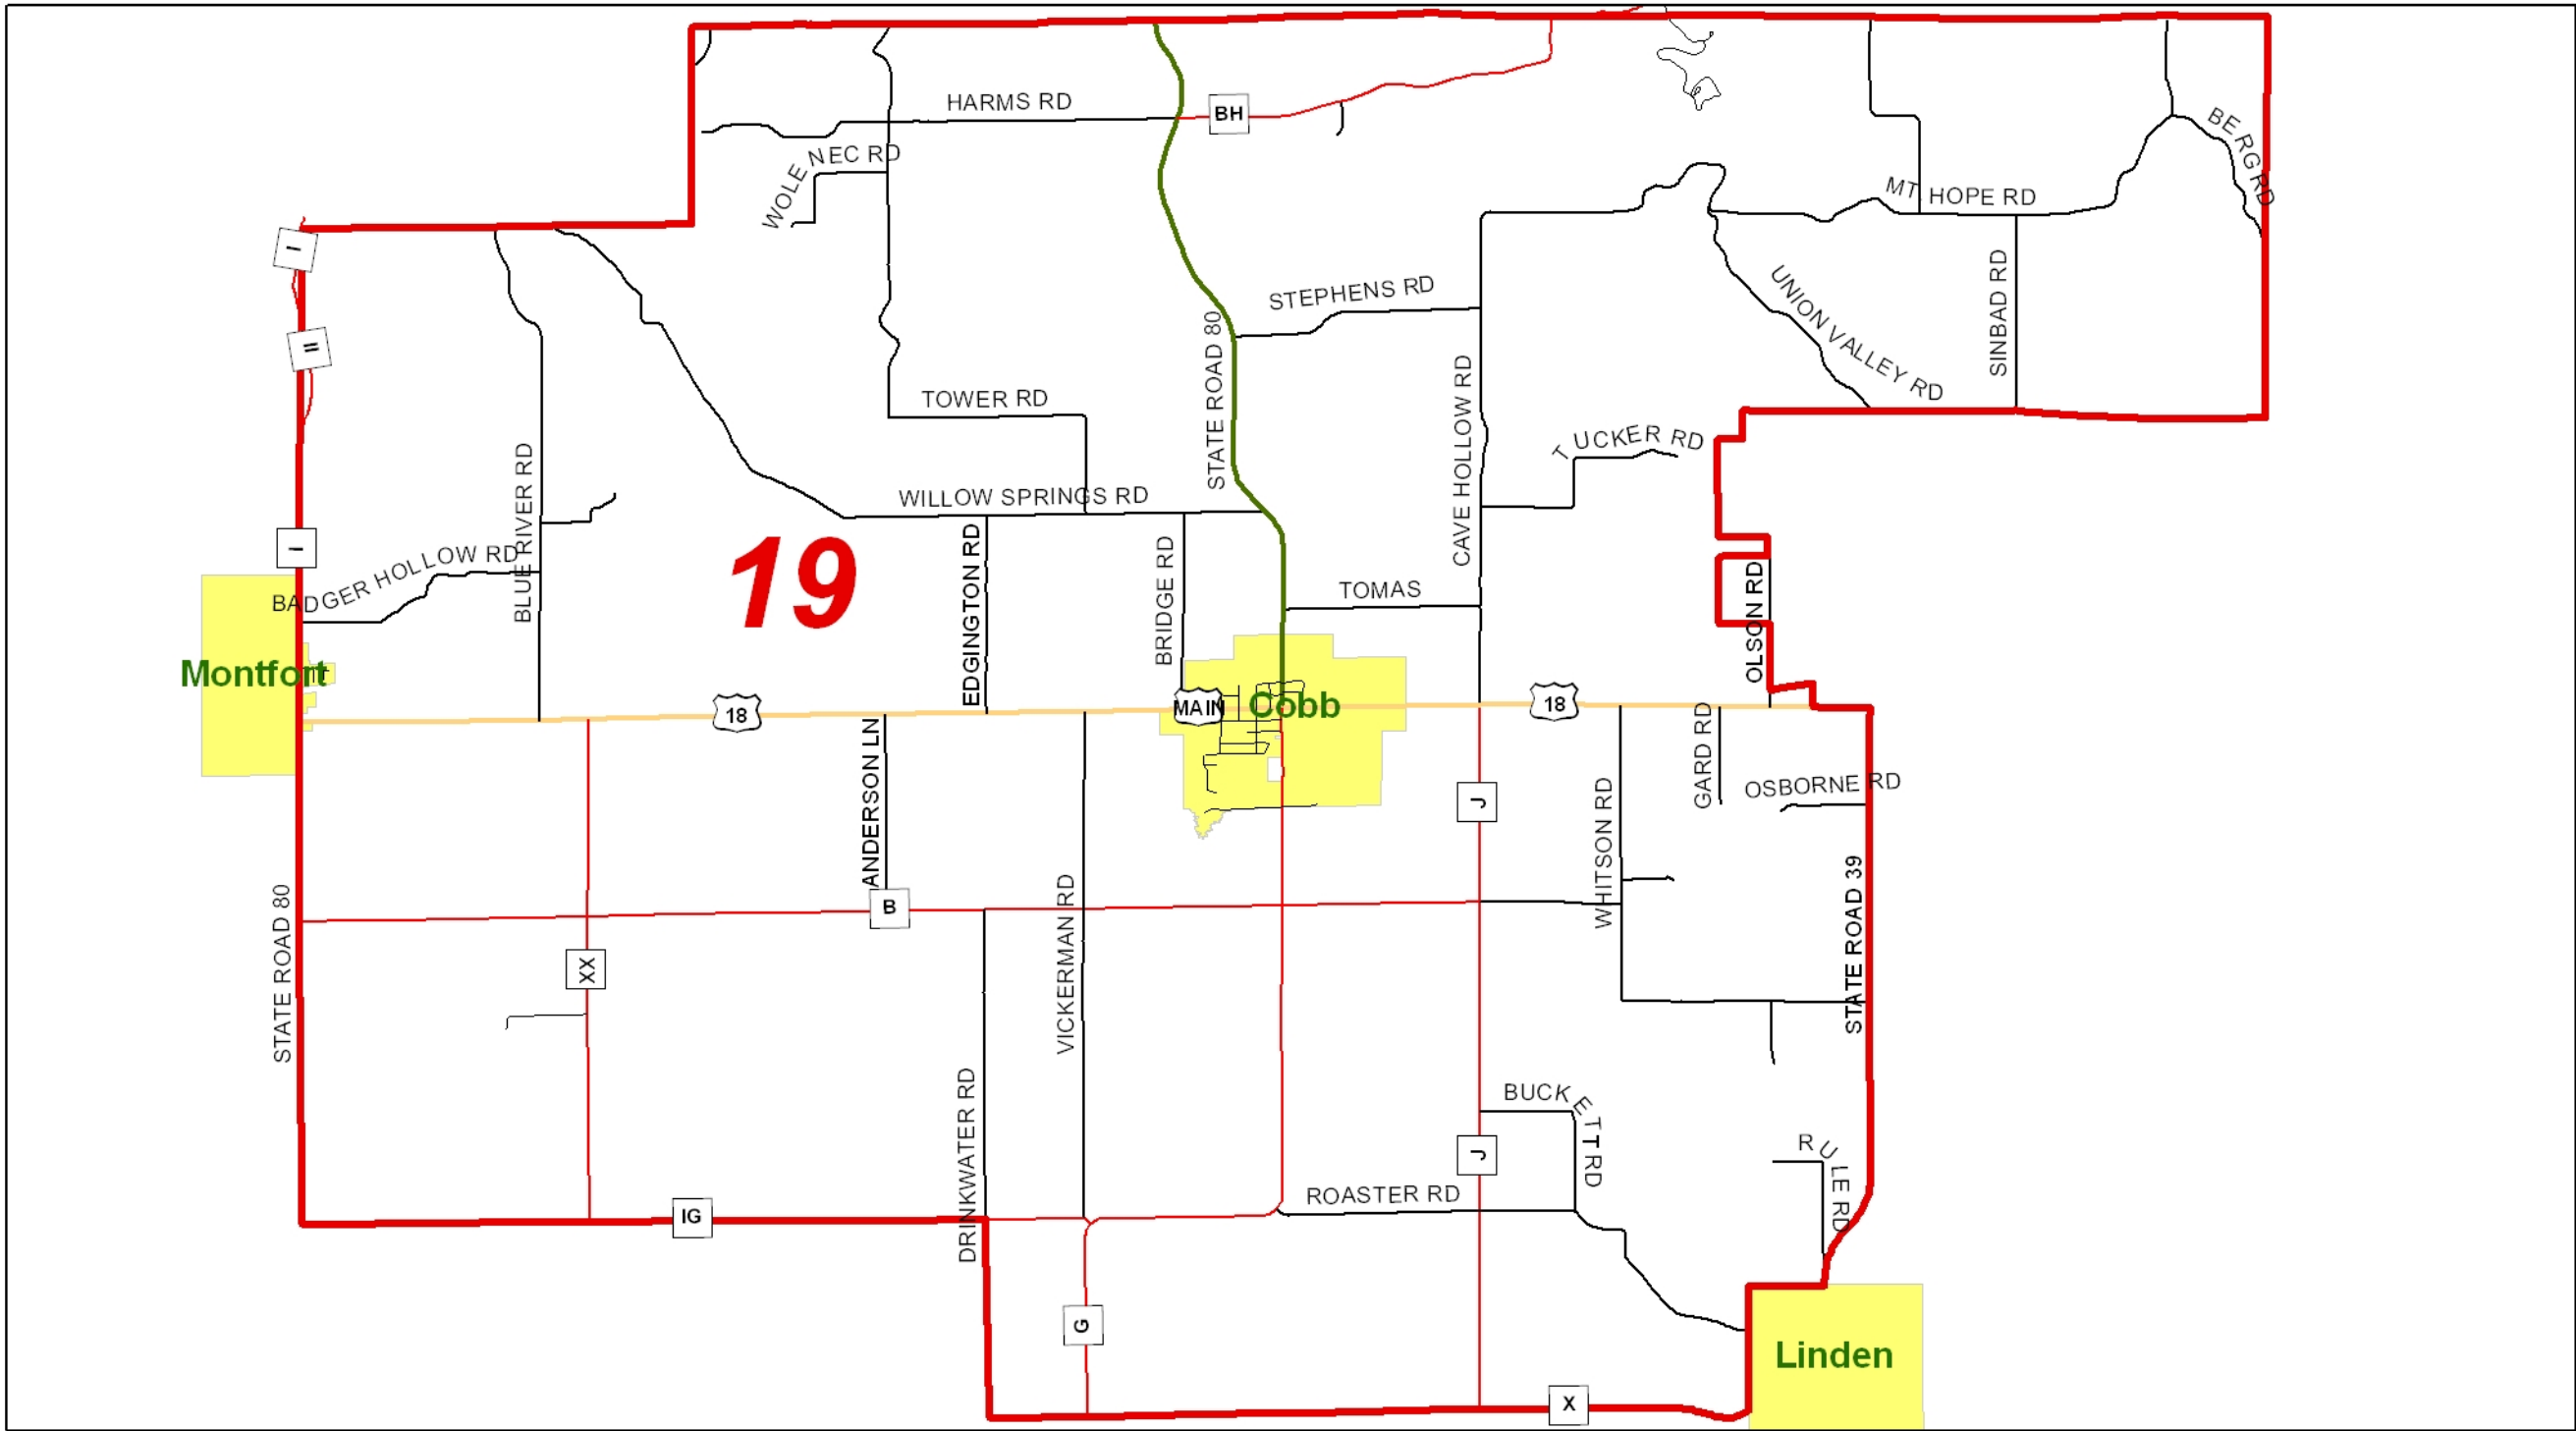 HARMS RD
BH
BERG RD
WOLENEC RD
MT HOPE RD
I
STEPHENS RD
UNION VALLEY RD
SINBAD RD
II
STATE ROAD 80
TOWER RD
CAVE HOLLOW RD
TUCKER RD
WILLOW SPRINGS RD
BLUE RIVER RD
I
19
EDGINGTON RD
BRIDGE RD
BADGER HOLLOW RD
TOMAS
OLSON RD
Montfort
18
MAIN
Cobb
18
GARD RD
ANDERSON LN
J
WHITSON RD
OSBORNE RD
STATE ROAD 80
B
VICKERMAN RD
STATE ROAD 39
XX
DRINKWATER RD
BUCKETT RD
J
RULE RD
IG
ROASTER RD
G
Linden
X